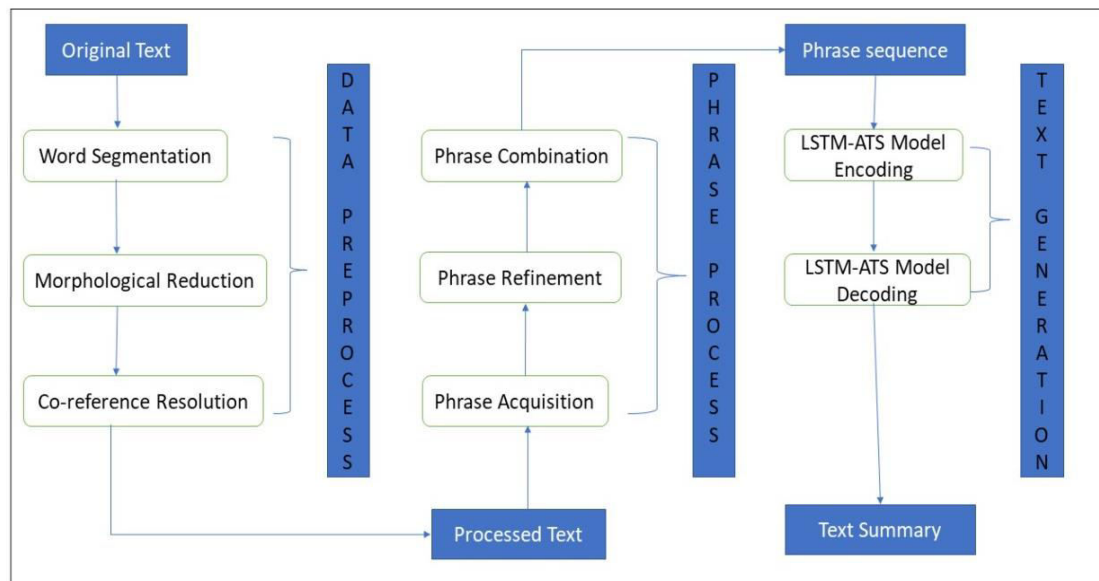 Original Text
Word Segmentation
Morphological Reduction
Co-reference Resolution
DATA PREPROCESS
Processed Text
Phrase Acquisition
Phrase Refinement
Phrase Combination
PHRASE PROCESS
Phrase sequence
LSTM-ATS Model
Encoding
LSTM-ATS Model
Decoding
TEXT GENERATION
Text Summary